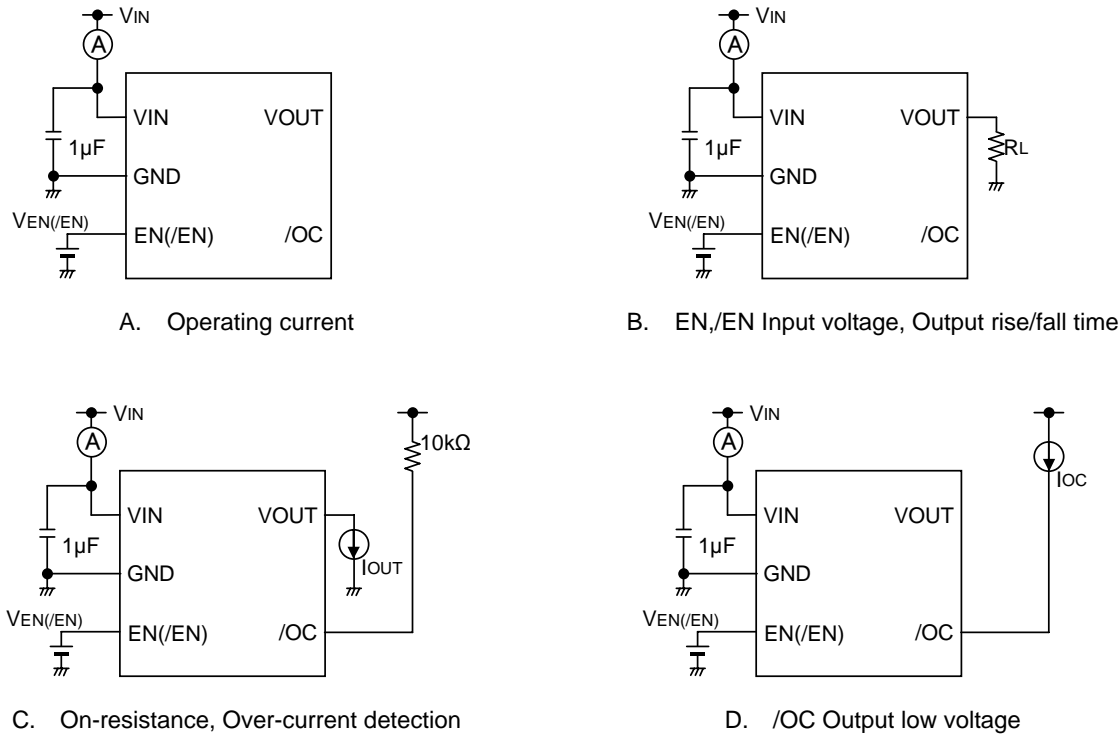 VIN
A
VIN VOUT
1µF
GND
VEN(/EN)
EN(/EN) /OC
A. Operating current
VIN
A
VIN VOUT
1µF RL
GND
VEN(/EN)
EN(/EN) /OC
B. EN,/EN Input voltage, Output rise/fall time
VIN
A 10kΩ
VIN VOUT
1µF IOUT
GND
VEN(/EN)
EN(/EN) /OC
C. On-resistance, Over-current detection
VIN
A
IOC
VIN VOUT
1µF
GND
VEN(/EN)
EN(/EN) /OC
D. /OC Output low voltage